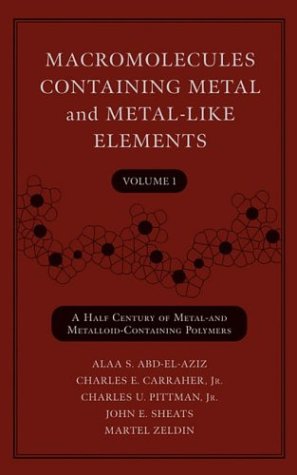 MACROMOLECULES
CONTAINING METAL
and METAL-LIKE
ELEMENTS
VOLUME 1
A HALF CENTURY OF METAL-AND
METALLOID-CONTAINING POLYMERS
ALAA S. ABD-EL-AZIZ
CHARLES E. CARRAHER, JR.
CHARLES U. PITTMAN, JR.
JOHN E. SHEATS
MARTEL ZELDIN